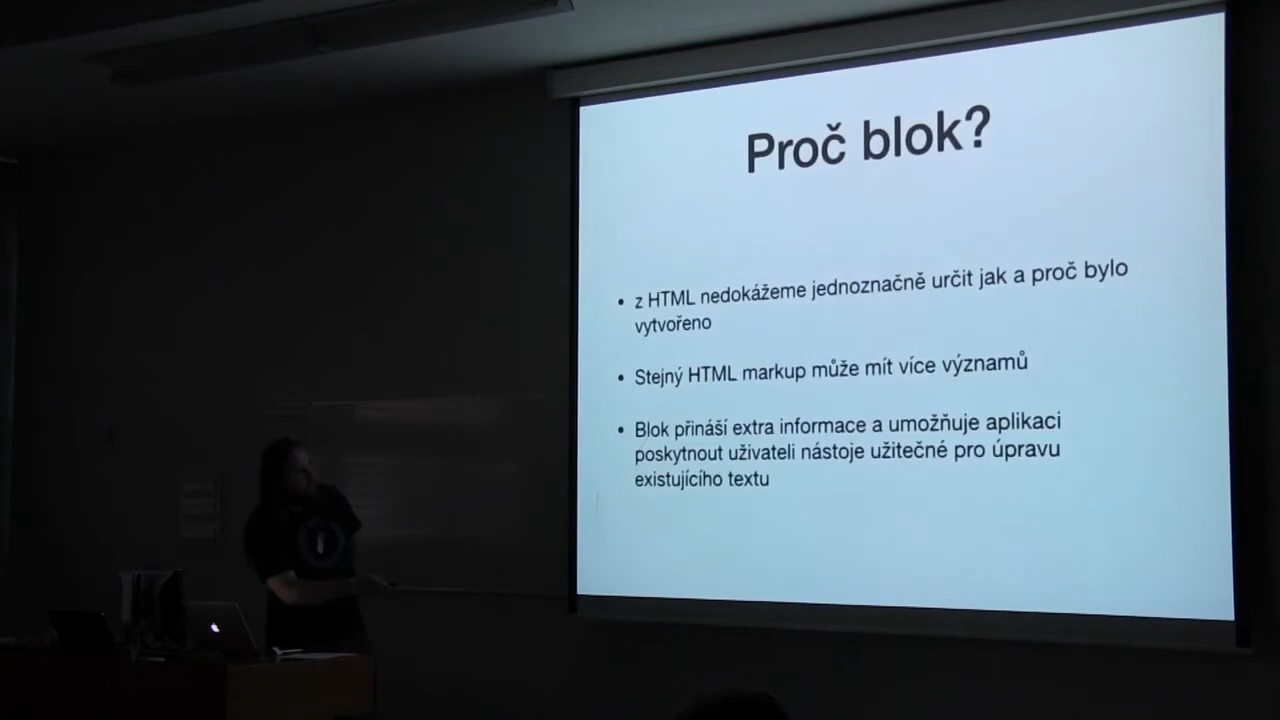 Proč blok?
• z HTML nedokážeme jednoznačně určit jak a proč bylo
vytvořeno
• Stejný HTML markup může mít více významů
• Blok přináší extra informace a umožňuje aplikaci
poskytnout uživateli nástoje užitečné pro úpravu
existujícího textu